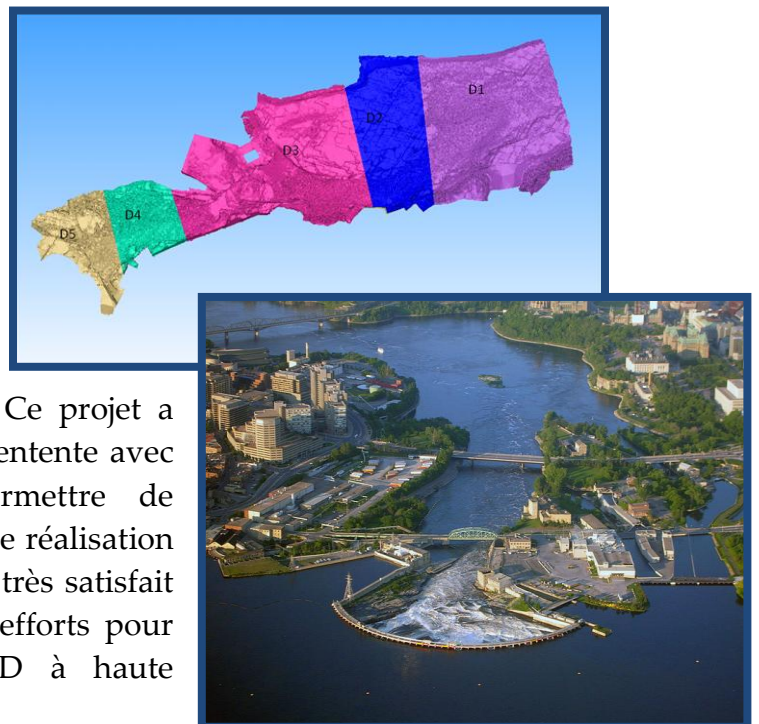 D1
D2
D3
D4
D5
Ce projet a
entente avec
rmettre de
e réalisation
très satisfait
efforts pour
D à haute